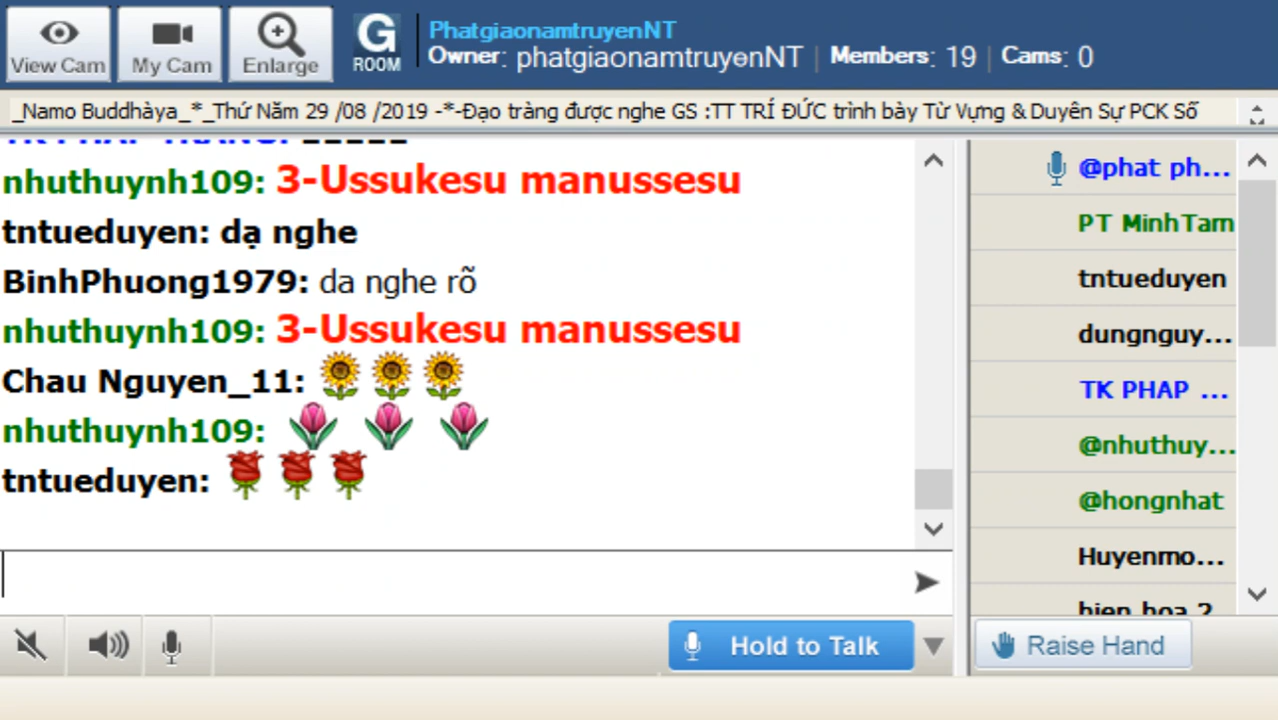 View Cam
My Cam
Enlarge
G
ROOM
PhatgiaonamtruyenNT
Owner: phatgiaonamtruyenNT | Members: 19 | Cams: 0
_Namo Buddhàya_*_Thứ Năm 29 /08 /2019 -*-Đạo tràng được nghe GS :TT TRÍ ĐỨC trình bày Từ Vựng & Duyên Sự PCK Số
nhuthuynh109: 3-Ussukesu manussesu
tntueduyen: dạ nghe
BinhPhuong1979: da nghe rõ
nhuthuynh109: 3-Ussukesu manussesu
Chau Nguyen_11:
nhuthuynh109:
tntueduyen:
@phat ph...
PT MinhTam
tntueduyen
dungnguy...
TK PHAP ...
@nhuthuy...
@hongnhat
Huyenmo...
hien hoa 2
Hold to Talk
Raise Hand